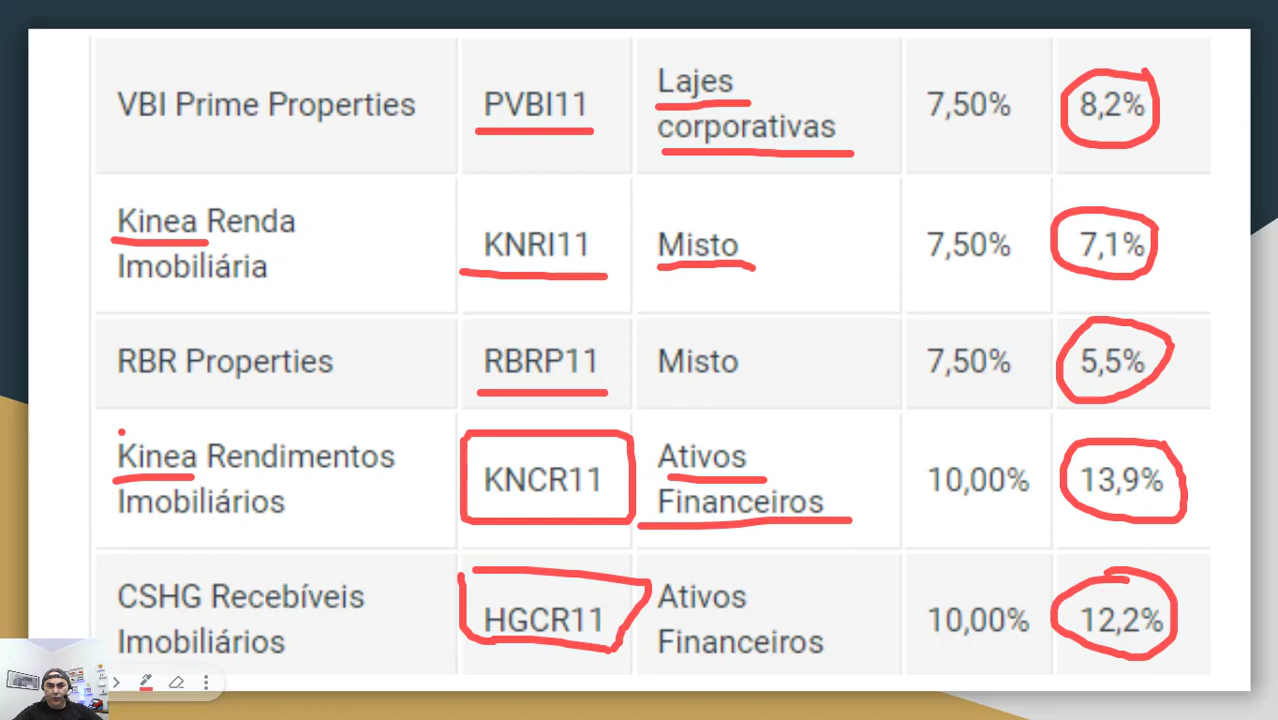 VBI Prime Properties PVBI11 Lajes corporativas 7,50% 8,2%
Kinea Renda Imobiliária KNRI11 Misto 7,50% 7,1%
RBR Properties RBRP11 Misto 7,50% 5,5%
Kinea Rendimentos Imobiliários KNCR11 Ativos Financeiros 10,00% 13,9%
CSHG Recebíveis Imobiliários HGCR11 Ativos Financeiros 10,00% 12,2%